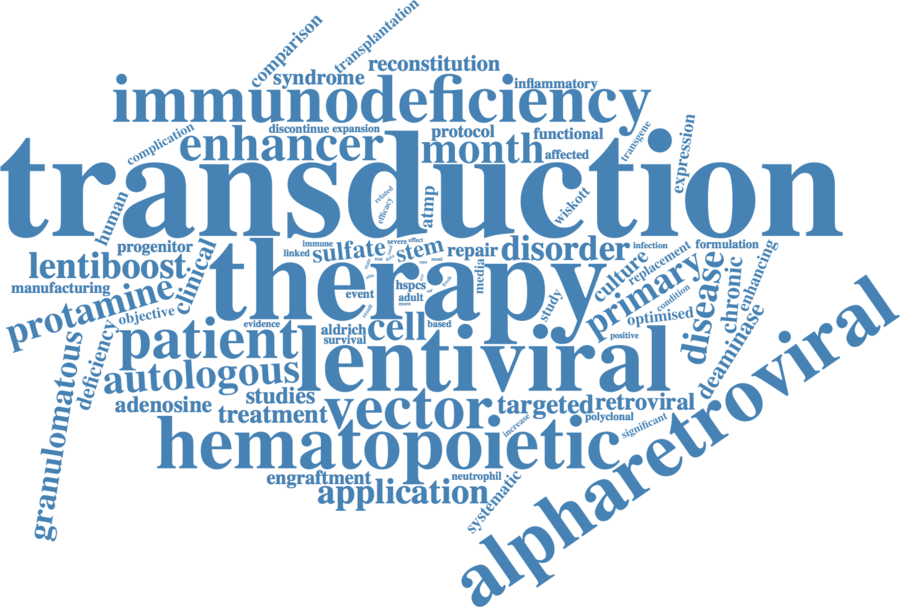 comparison
transplantation
reconstitution
syndrome
inflammatory
immunodeficiency
complication
discontinue
expansion
protocol
functional
transgene
expression
enhancer
month
affected
transduction
related
efficacy
atmp
wiskott
human
progenitor
clinical
linked
immune
sulfate
severe
effect
stem
repair
disorder
infection
replacement
formulation
lentiboost
manufacturing
therapy
hspcs
media
culture
primary
disease
chronic
enhancing
protamine
objective
event
adult
study
condition
optimised
evidence
aldrich
cell
based
survival
positive
deficiency
patient
lentiviral
deaminase
granulomatous
autologous
adenosine
studies
treatment
vector
targeted
retroviral
polyclonal
increase
significant
hematopoietic
alpharetroviral
engraftment
neutrophil
application
systematic